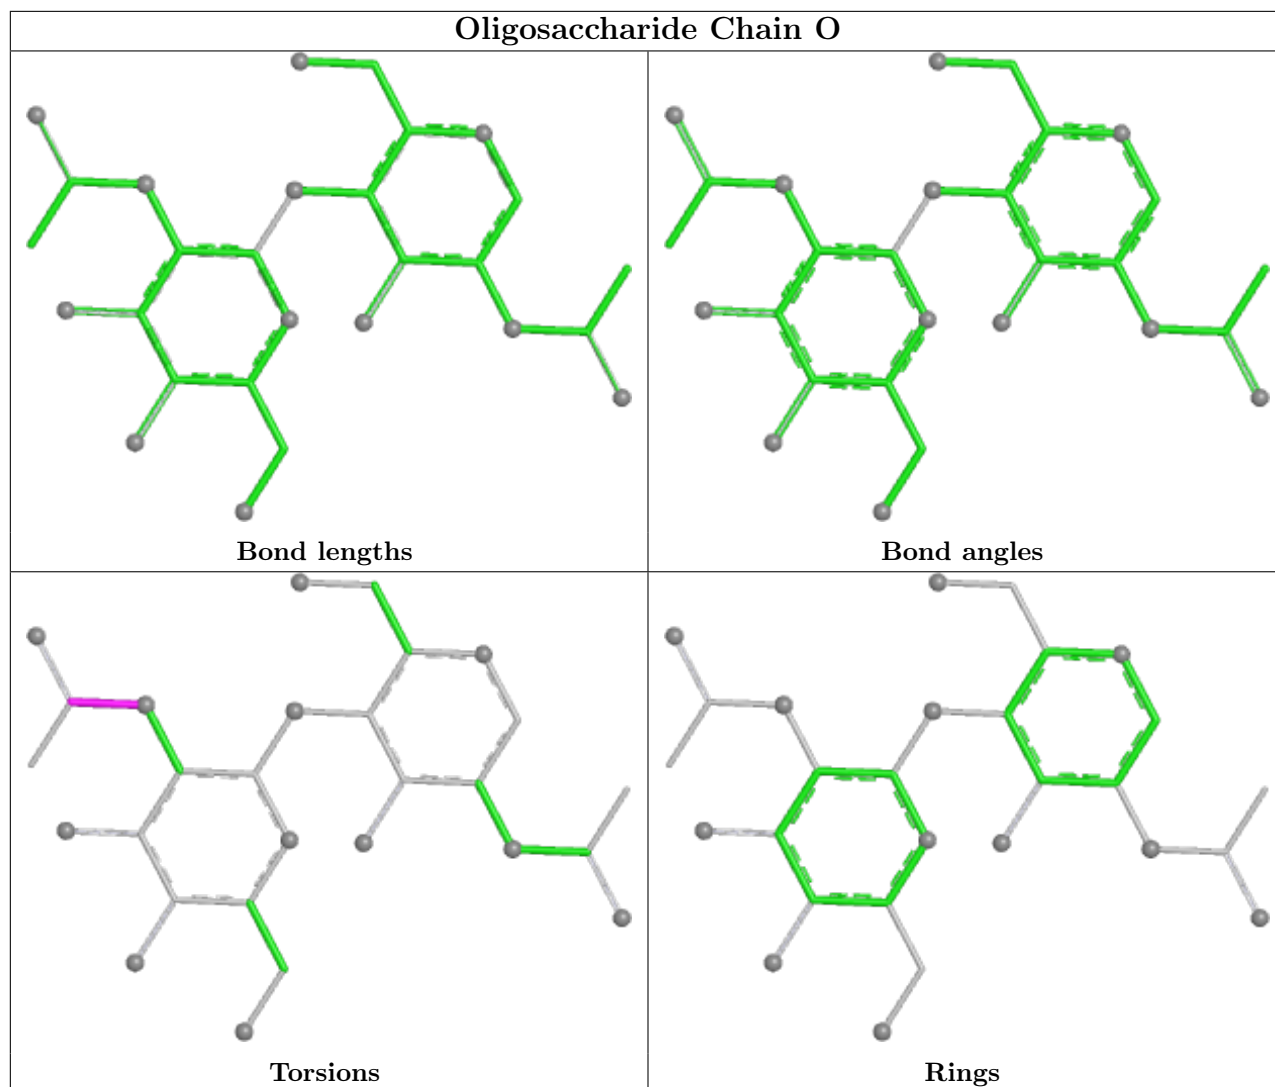 Oligosaccharide Chain O
Bond lengths
Bond angles
Torsions
Rings